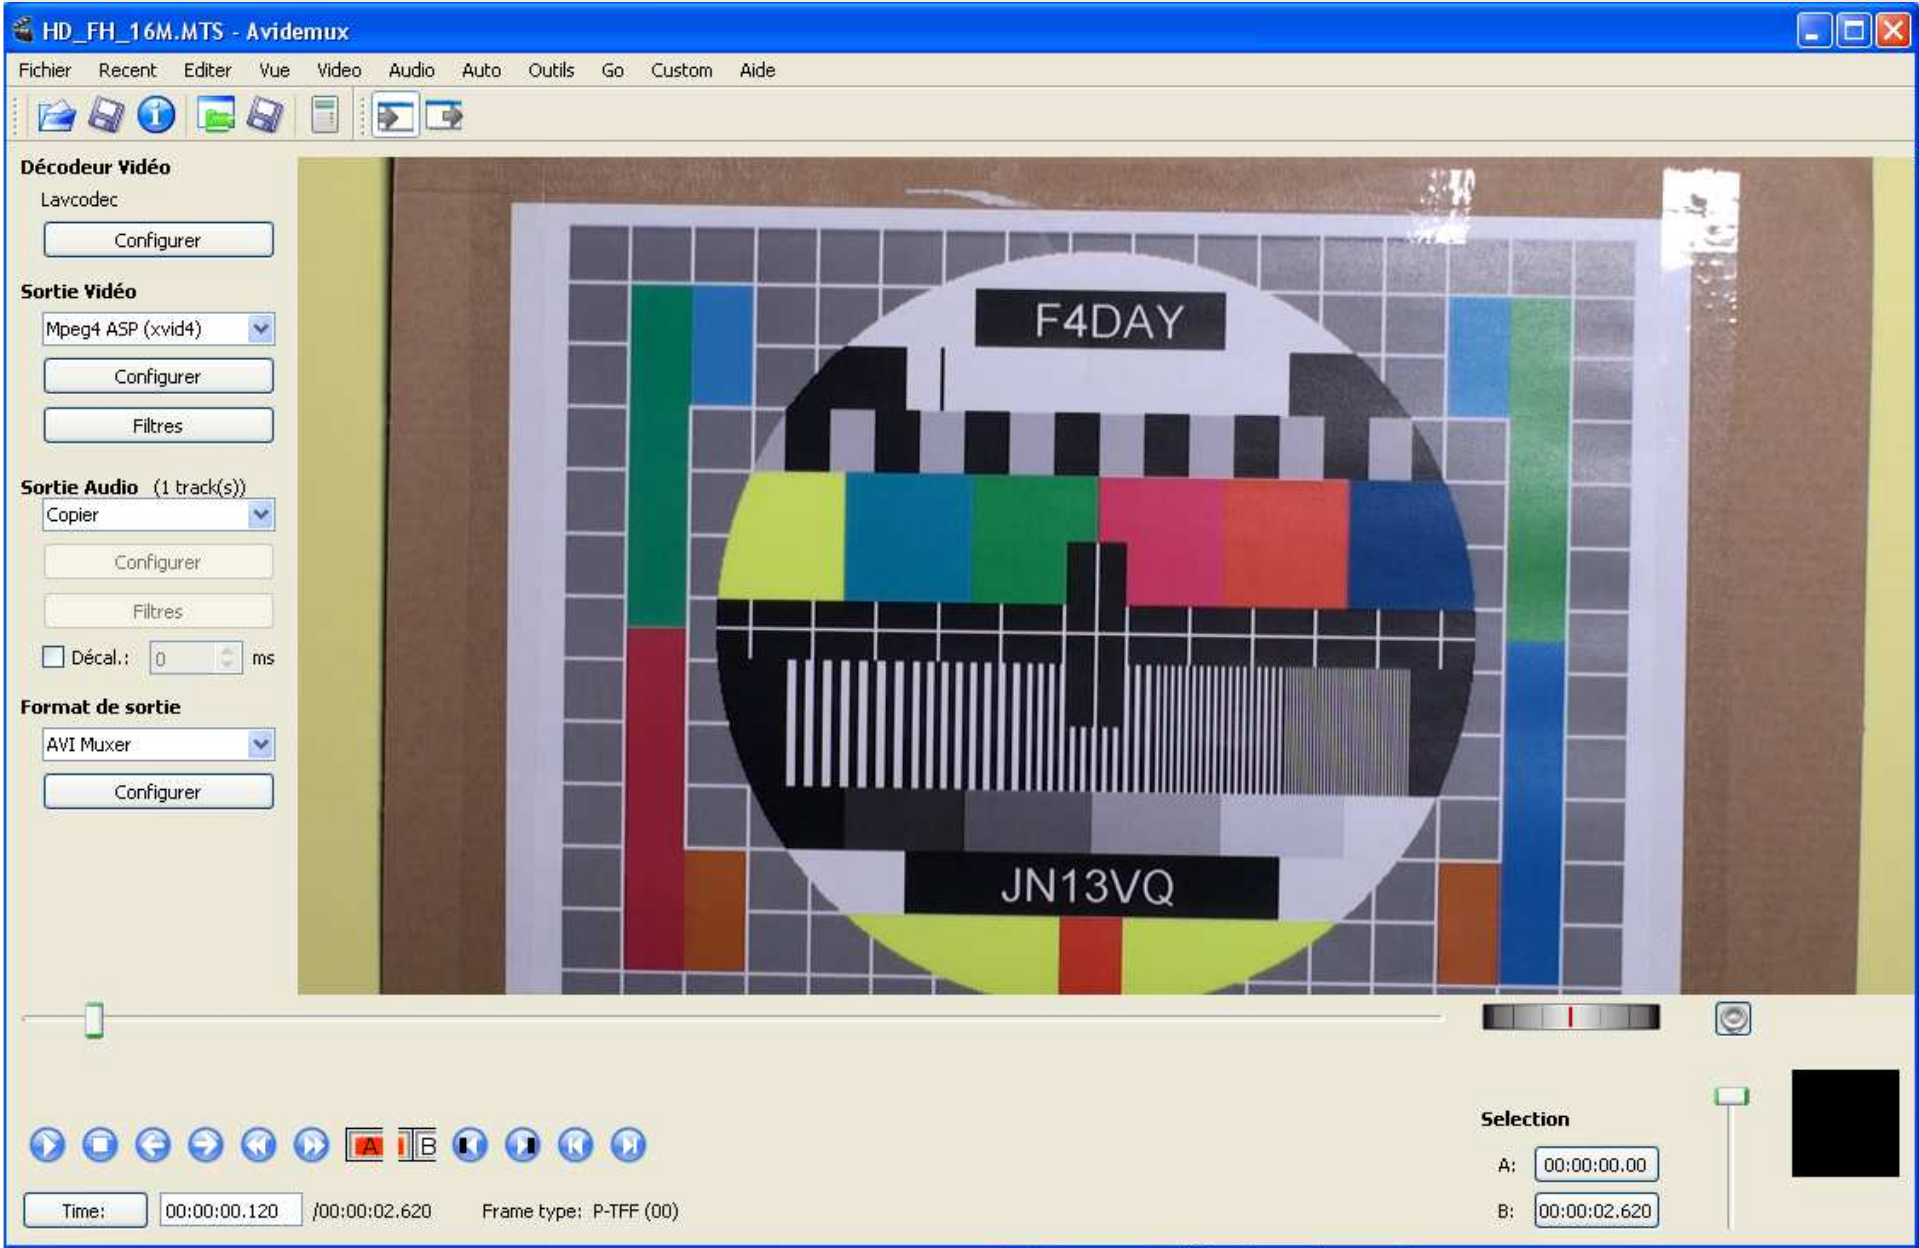 HD_FH_16M.MTS - Avidemux
Fichier Recent Editer Vue Video Audio Auto Outils Go Custom Aide
Décodeur Vidéo
Lavcodec
Configurer
Sortie Vidéo
Mpeg4 ASP (xvid4)
Configurer
Filtres
Sortie Audio (1 track(s))
Copier
Configurer
Filtres
Décal.: 0 ms
Format de sortie
AVI Muxer
Configurer
F4DAY
JN13VQ
A B
Selection
A: 00:00:00.00
B: 00:00:02.620
Time: 00:00:00.120 /00:00:02.620 Frame type: P-TFF (00)